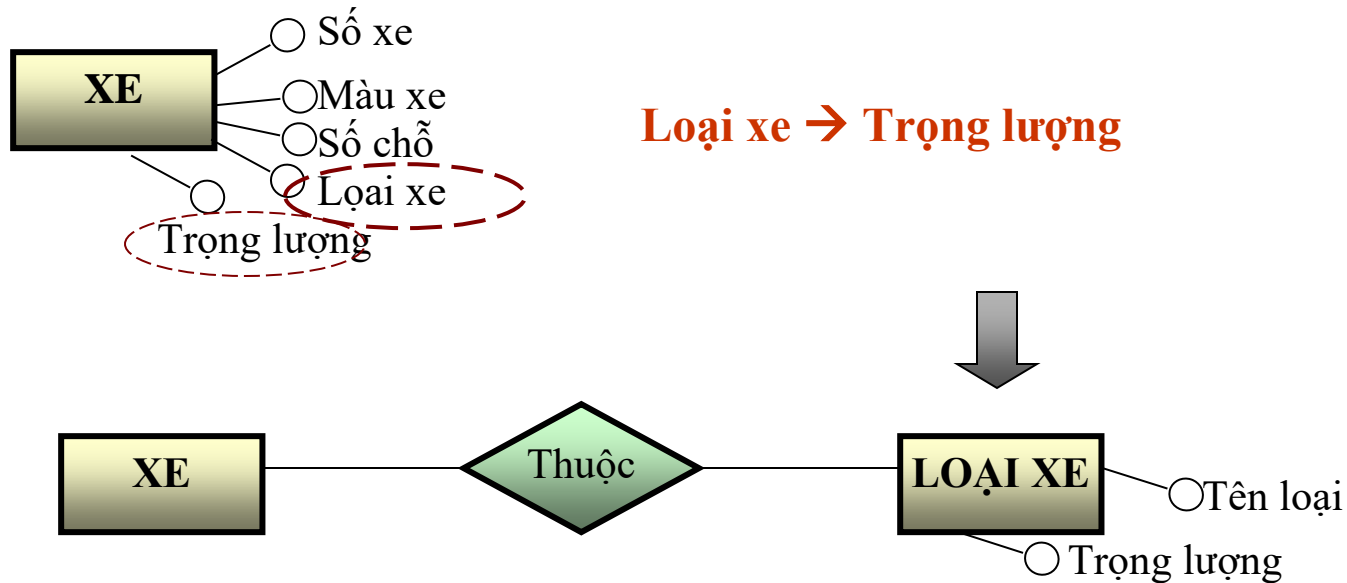 Số xe
XE
Màu xe
Loại xe → Trọng lượng
Số chỗ
Lọai xe
Trọng lượng
XE
Thuộc
LOẠI XE
Tên loại
Trọng lượng